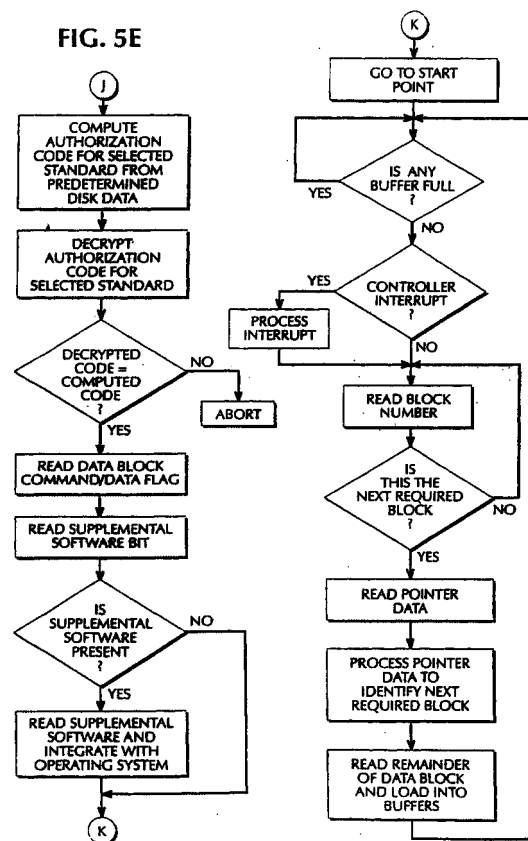 FIG. 5E
J
COMPUTE
AUTHORIZATION
CODE FOR SELECTED
STANDARD FROM
PREDETERMINED
DISK DATA
DECRYPT
AUTHORIZATION
CODE FOR
SELECTED STANDARD
DECRYPTED
CODE =
COMPUTED
CODE
?
NO
ABORT
YES
READ DATA BLOCK
COMMAND/DATA FLAG
READ SUPPLEMENTAL
SOFTWARE BIT
IS
SUPPLEMENTAL
SOFTWARE
PRESENT
?
NO
YES
READ SUPPLEMENTAL
SOFTWARE AND
INTEGRATE WITH
OPERATING SYSTEM
K
K
GO TO START
POINT
IS ANY
BUFFER FULL
?
YES
NO
CONTROLLER
INTERRUPT
?
YES
PROCESS
INTERRUPT
NO
READ BLOCK
NUMBER
IS
THIS THE
NEXT REQUIRED
BLOCK
?
NO
YES
READ POINTER
DATA
PROCESS POINTER
DATA TO
IDENTIFY NEXT
REQUIRED BLOCK
READ REMAINDER
OF DATA BLOCK
AND LOAD INTO
BUFFERS